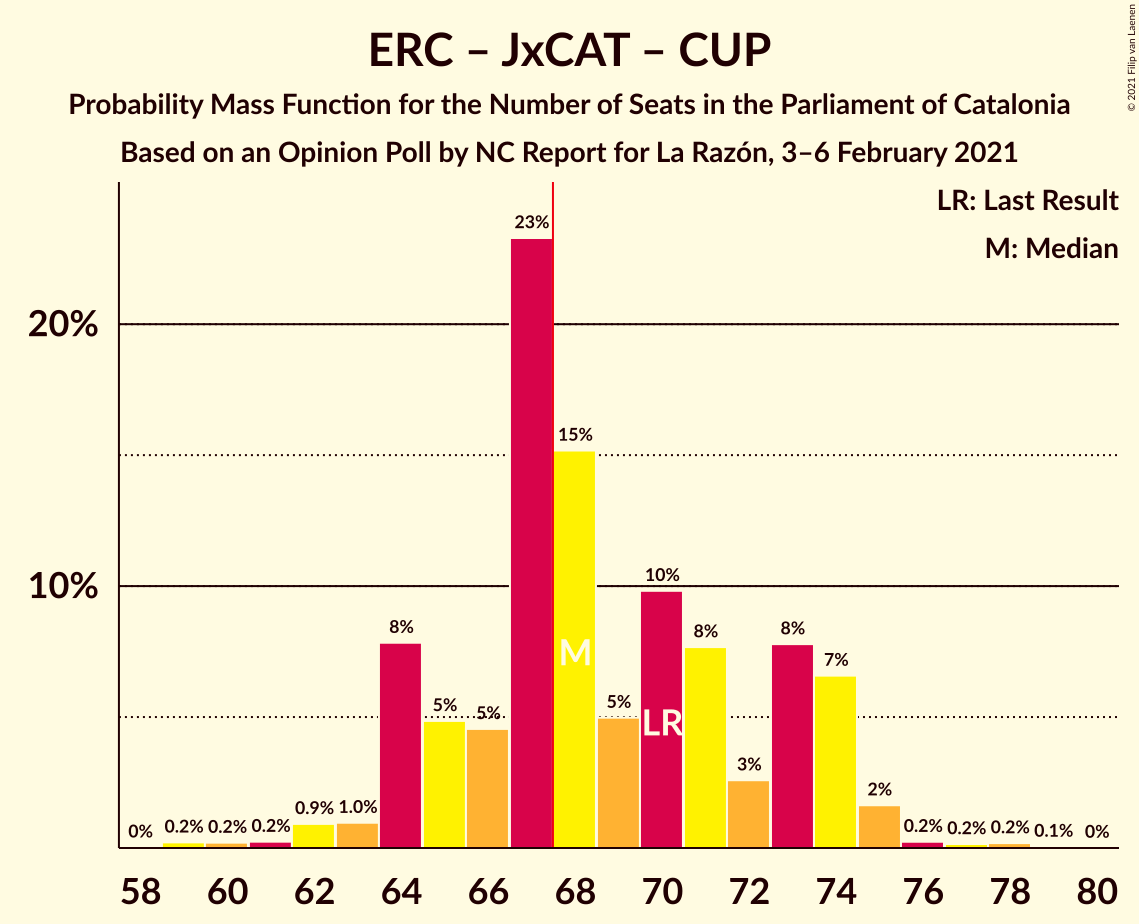 ERC – JxCAT – CUP
Probability Mass Function for the Number of Seats in the Parliament of Catalonia
Based on an Opinion Poll by NC Report for La Razón, 3–6 February 2021
© 2021 Filip van Laenen
LR: Last Result
M: Median
20%
10%
0% 0.2% 0.2% 0.2% 0.9% 1.0% 8% 5% 5% 23% 15% 5% 10% 8% 3% 8% 7% 2% 0.2% 0.2% 0.2% 0.1% 0%
M
LR
58 60 62 64 66 68 70 72 74 76 78 80